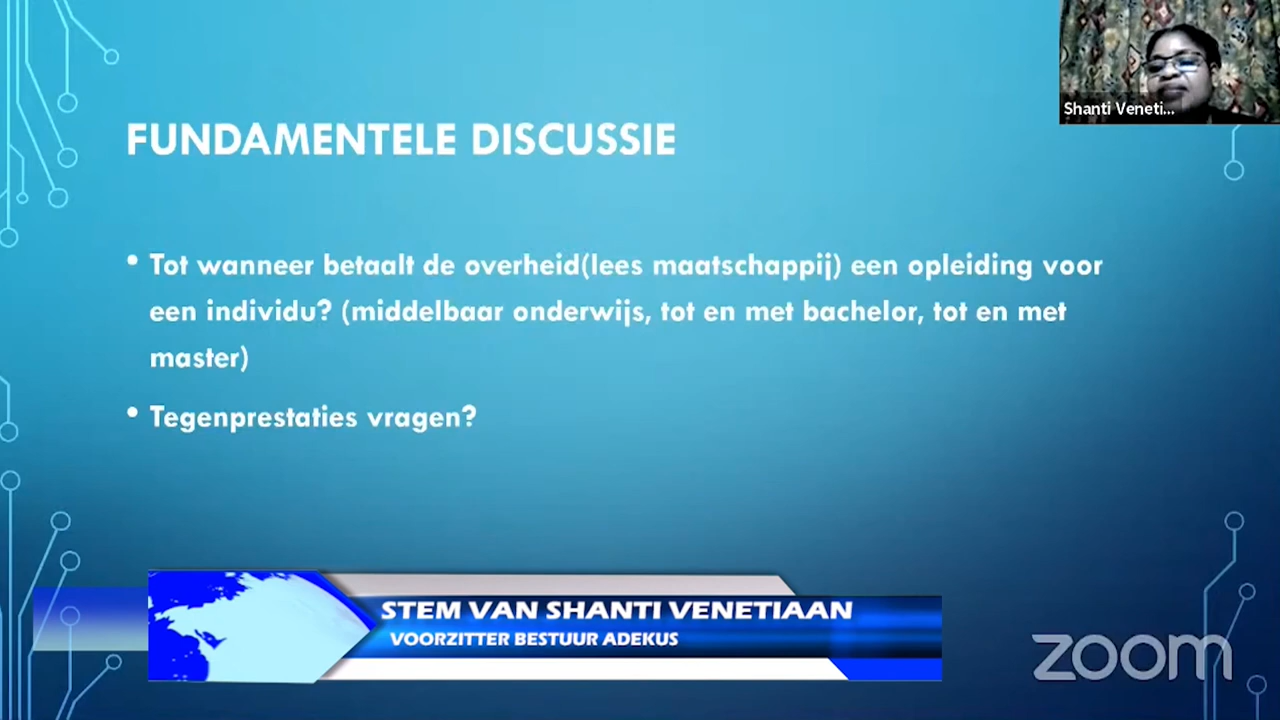 Shanti Veneti...
FUNDAMENTELE DISCUSSIE
• Tot wanneer betaalt de overheid(lees maatschappij) een opleiding voor
een individu? (middelbaar onderwijs, tot en met bachelor, tot en met
master)
• Tegenprestaties vragen?
STEM VAN SHANTI VENETIAAN
VOORZITTER BESTUUR ADEKUS
zoom